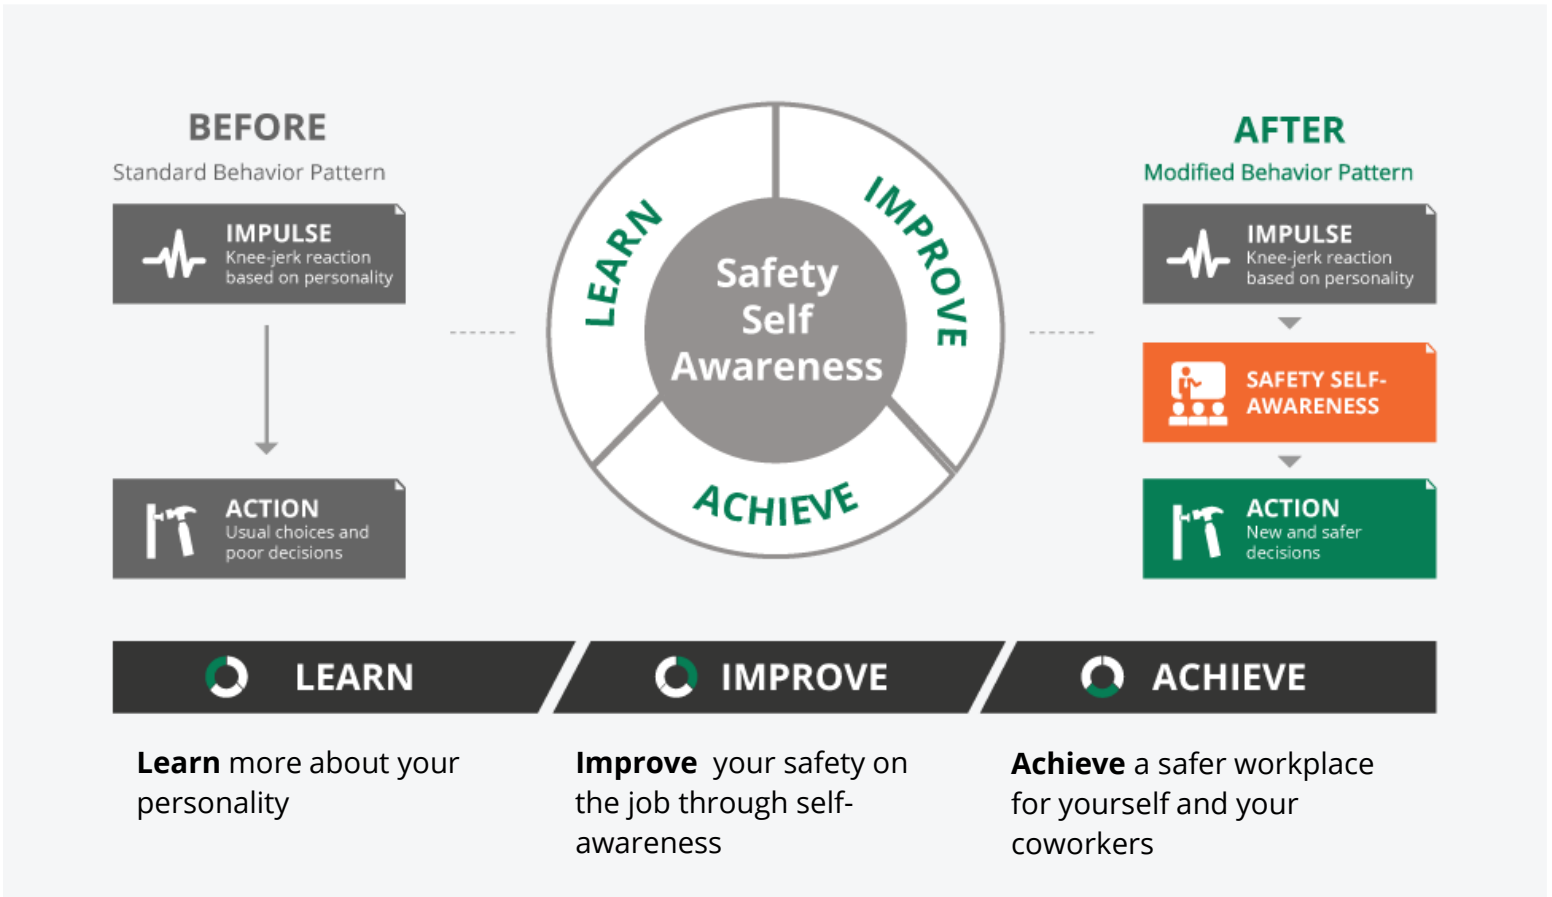 BEFORE
Standard Behavior Pattern
IMPULSE
Knee-jerk reaction
based on personality
ACTION
Usual choices and
poor decisions
LEARN
IMPROVE
ACHIEVE
Safety
Self
Awareness
AFTER
Modified Behavior Pattern
IMPULSE
Knee-jerk reaction
based on personality
SAFETY SELF-
AWARENESS
ACTION
New and safer
decisions
LEARN
IMPROVE
ACHIEVE
Learn more about your
personality
Improve your safety on
the job through self-
awareness
Achieve a safer workplace
for yourself and your
coworkers